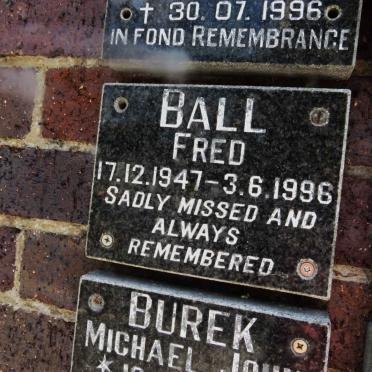 ✝ 30.07.1996
IN FOND REMEMBRANCE
BALL
FRED
17.12.1947-3.6.1996
SADLY MISSED AND
ALWAYS
REMEMBERED
BUREK
MICHAEL JOHN